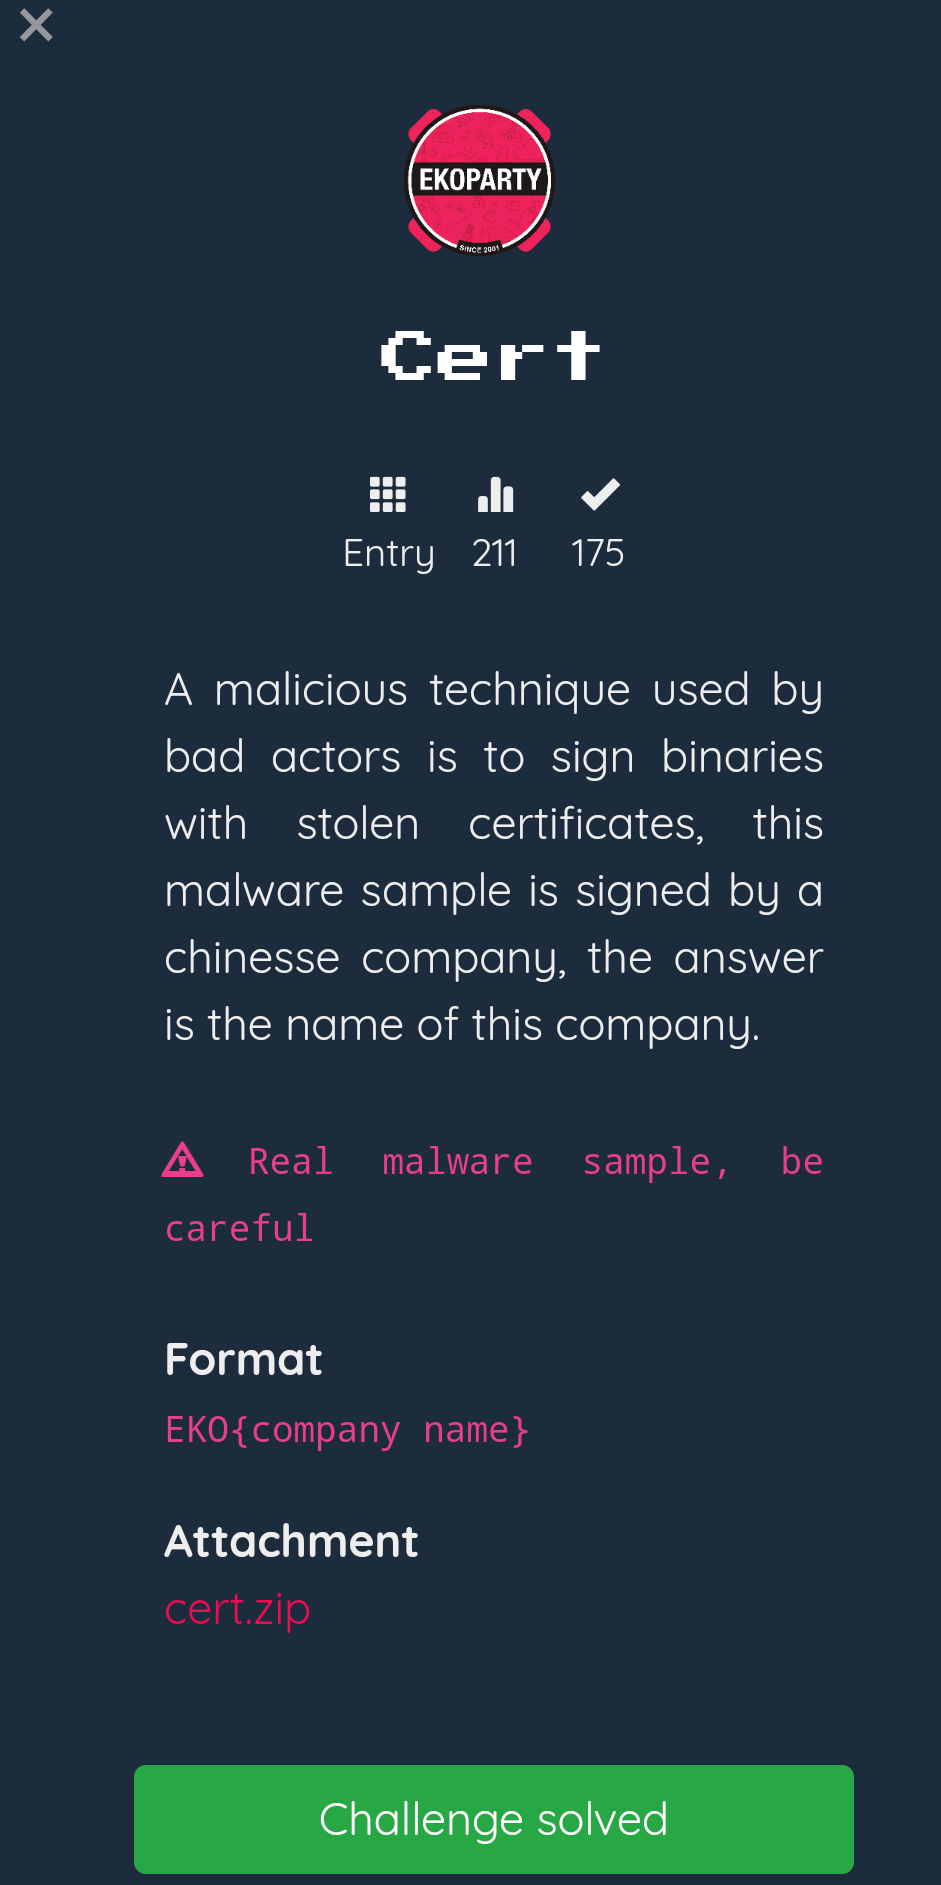 EKOPARTY
SINCE 2001
Cert
Entry 211 175
A malicious technique used by
bad actors is to sign binaries
with stolen certificates, this
malware sample is signed by a
chinesse company, the answer
is the name of this company.
Real malware sample, be
careful
Format
EKO{company name}
Attachment
cert.zip
Challenge solved